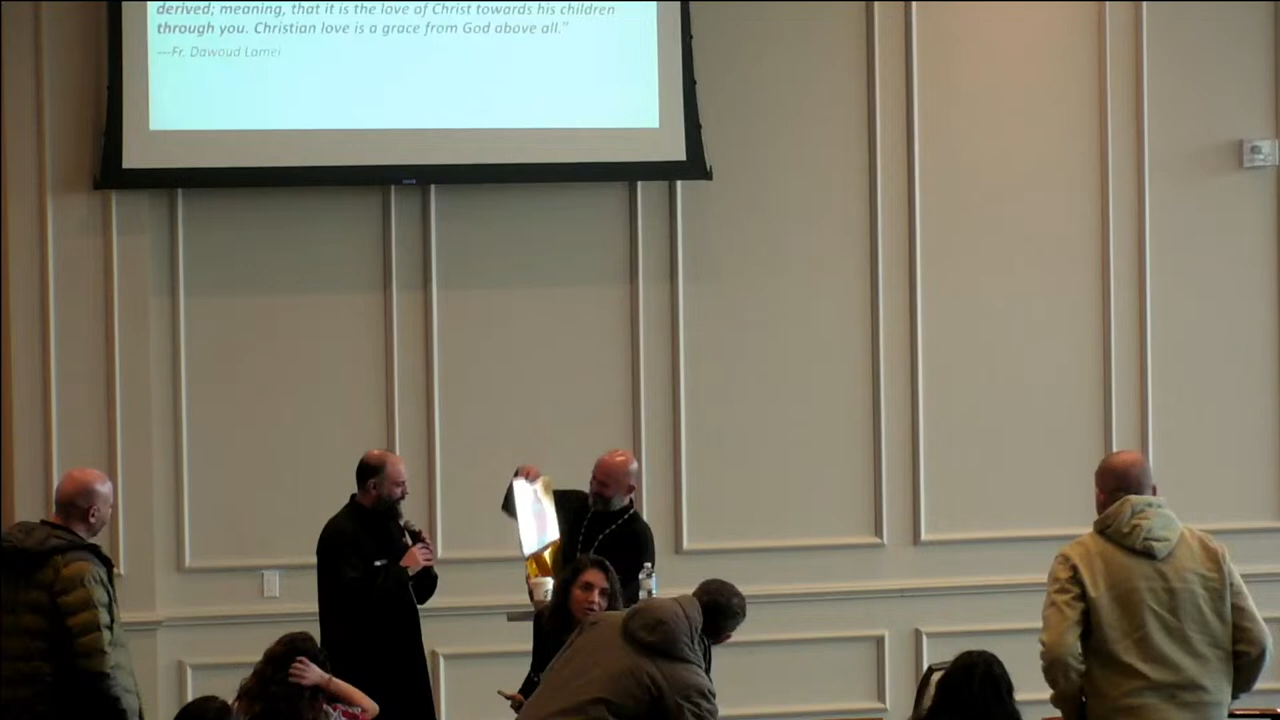 derived; meaning, that it is the love of Christ towards his children
through you. Christian love is a grace from God above all."
—Fr. Dawoud Lamei